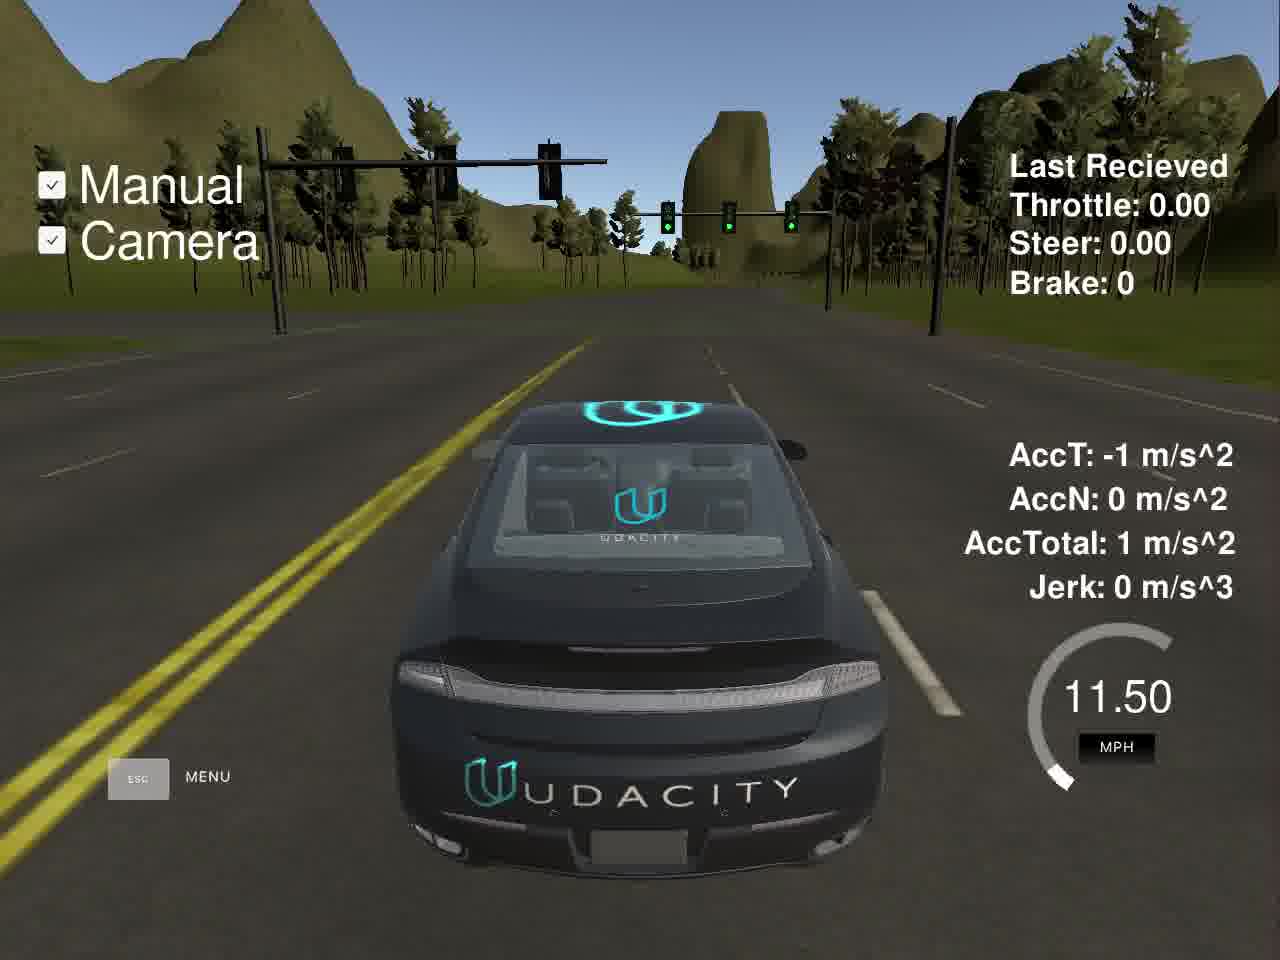 Manual
Camera
Last Recieved
Throttle: 0.00
Steer: 0.00
Brake: 0
AccT: -1 m/s^2
AccN: 0 m/s^2
AccTotal: 1 m/s^2
Jerk: 0 m/s^3
11.50
MPH
ESC
MENU
UDACITY
UDACITY